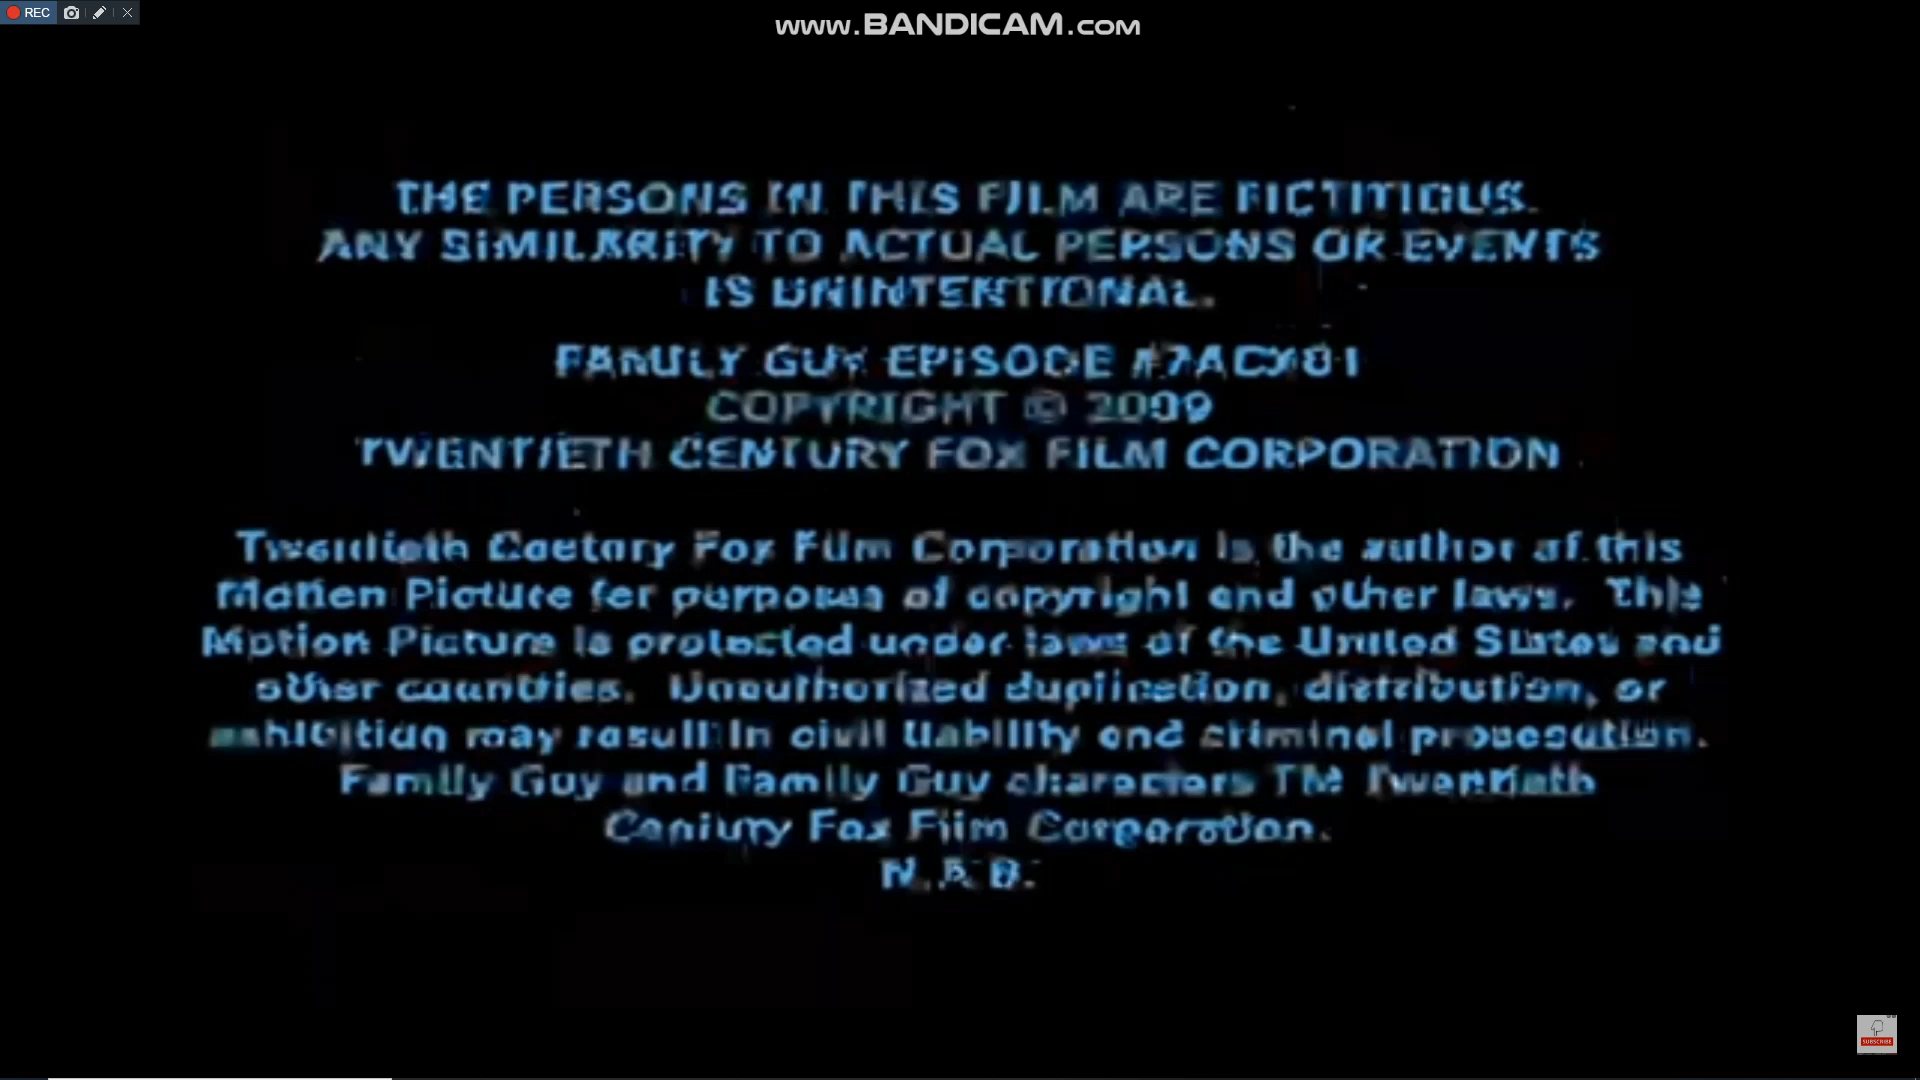 REC
www.BANDICAM.com
THE PERSONS IN THIS FILM ARE FICTITIOUS.
ANY SIMILARITY TO ACTUAL PERSONS OR EVENTS
IS UNINTENTIONAL.
FAMILY GUY EPISODE #7ACX01
COPYRIGHT © 2009
TWENTIETH CENTURY FOX FILM CORPORATION
Twentieth Century Fox Film Corporation is the author of this
Motion Picture for purposes of copyright and other laws. This
Motion Picture is protected under laws of the United States and
other countries. Unauthorized duplication, distribution, or
exhibition may result in civil liability and criminal prosecution.
Family Guy and Family Guy characters TM Twentieth
Century Fox Film Corporation.
SUBSCRIBE